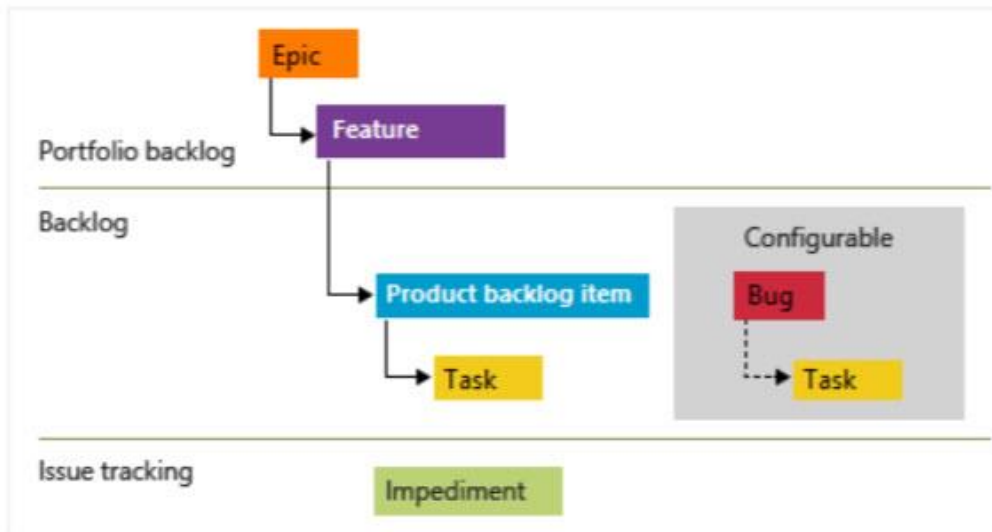 Epic
Feature
Portfolio backlog
Backlog
Configurable
Product backlog item
Bug
Task
Task
Issue tracking
Impediment